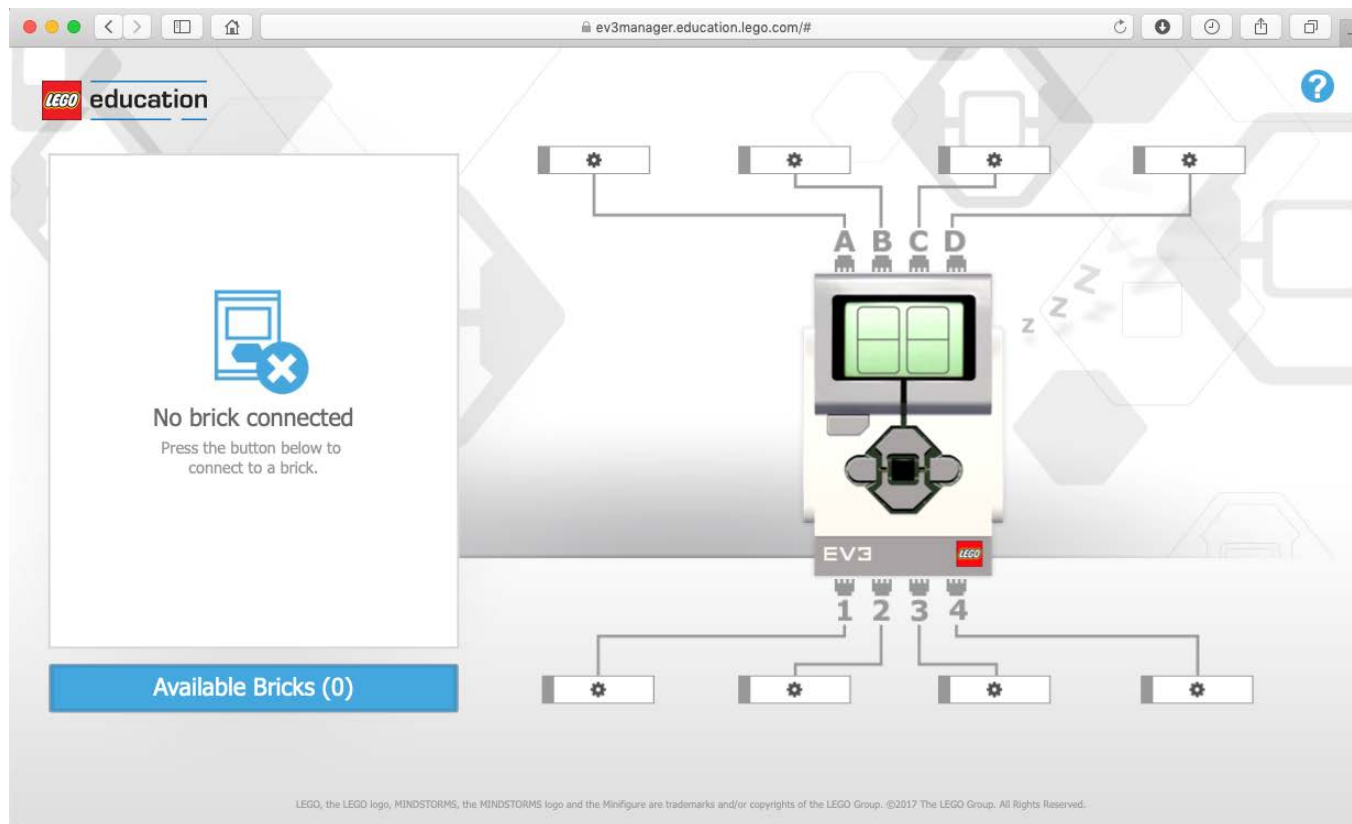 ev3manager.education.lego.com/#
LEGO education
?
A B C D
z Z Z Z
No brick connected
Press the button below to
connect to a brick.
EV3 LEGO
1 2 3 4
Available Bricks (0)
LEGO, the LEGO logo, MINDSTORMS, the MINDSTORMS logo and the Minifigure are trademarks and/or copyrights of the LEGO Group. ©2017 The LEGO Group. All Rights Reserved.